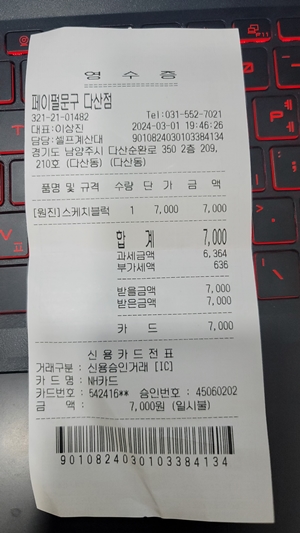 영 수 증
페이펄문구 다산점
321-21-01482 Tel:031-552-7021
대표:이상진 2024-03-01 19:46:26
담당:셀프계산대 9010824030103384134
경기도 남양주시 다산순환로 350 2층 209,
210호 (다산동) (다산동)
품명 및 규격 수량 단 가 금 액
[원진]스케치블럭 1 7,000 7,000
합 계 7,000
과세금액 6,364
부가세액 636
받을금액 7,000
받은금액 7,000
카 드 7,000
신 용 카 드 전 표
거래구분 : 신용승인거래 [IC]
카 드 명 : NH카드
카드번호 : 542416** 승인번호 : 45060202
금 액 : 7,000원 (일시불)
9010824030103384134